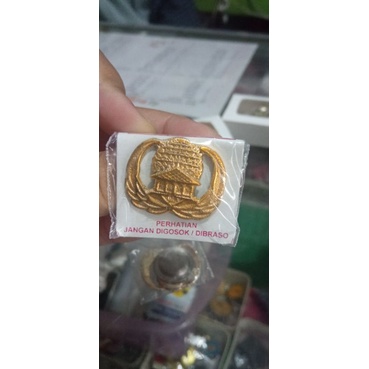 PERHATIAN
JANGAN DIGOSOK / DIBRASO